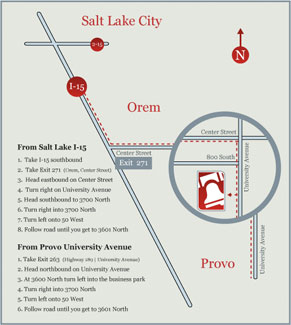 Salt Lake City
I-15
N
I-15
Orem
Center Street
Exit 271
Center Street
800 South
University Avenue
University Avenue
Provo
From Salt Lake I-15
1. Take I-15 southbound
2. Take Exit 271 (Orem, Center Street)
3. Head eastbound on Center Street
4. Turn right on University Avenue
5. Head southbound to 3700 North
6. Turn right into 3700 North
7. Turn left onto 50 West
8. Follow road until you get to 3601 North
From Provo University Avenue
1. Take Exit 263 (Highway 189 | University Avenue)
2. Head northbound on University Avenue
3. At 3600 North turn left into the business park
4. Turn right into 3700 North
5. Turn left onto 50 West
6. Follow road until you get to 3601 North